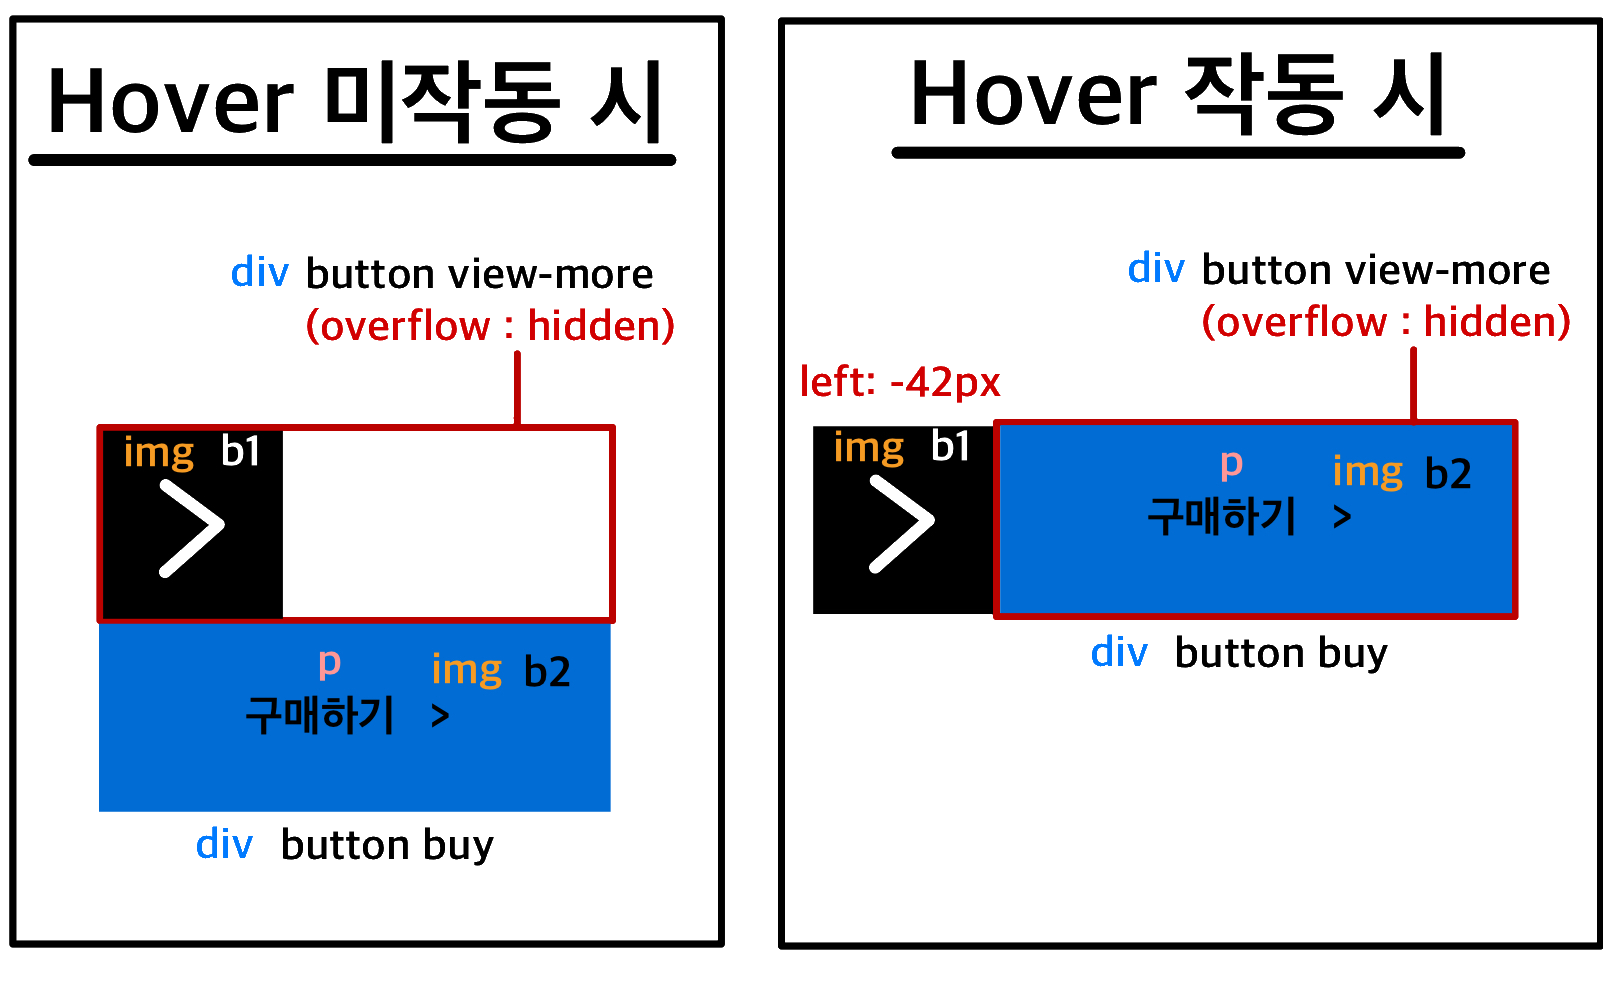 Hover 미작동 시
div button view-more
(overflow : hidden)
img b1
p img b2
구매하기 >
div button buy
Hover 작동 시
div button view-more
(overflow : hidden)
left: -42px
img b1
p img b2
구매하기 >
div button buy